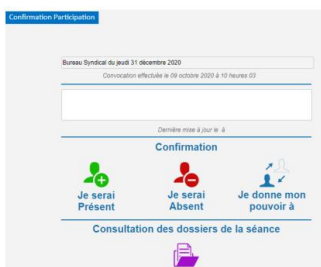 Confirmation Participation
Bureau Syndical du jeudi 31 décembre 2020
Convocation effectuée le 09 octobre 2020 à 10 heures 03
Dernière mise à jour le à
Confirmation
Je serai Présent
Je serai Absent
Je donne mon pouvoir à
Consultation des dossiers de la séance